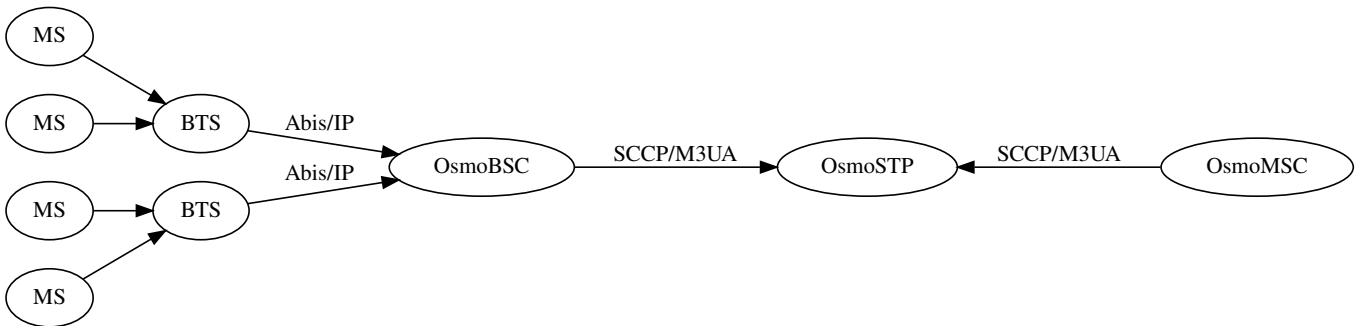 MS
MS
BTS
Abis/IP
OsmoBSC
SCCP/M3UA
OsmoSTP
SCCP/M3UA
OsmoMSC
Abis/IP
MS
BTS
MS